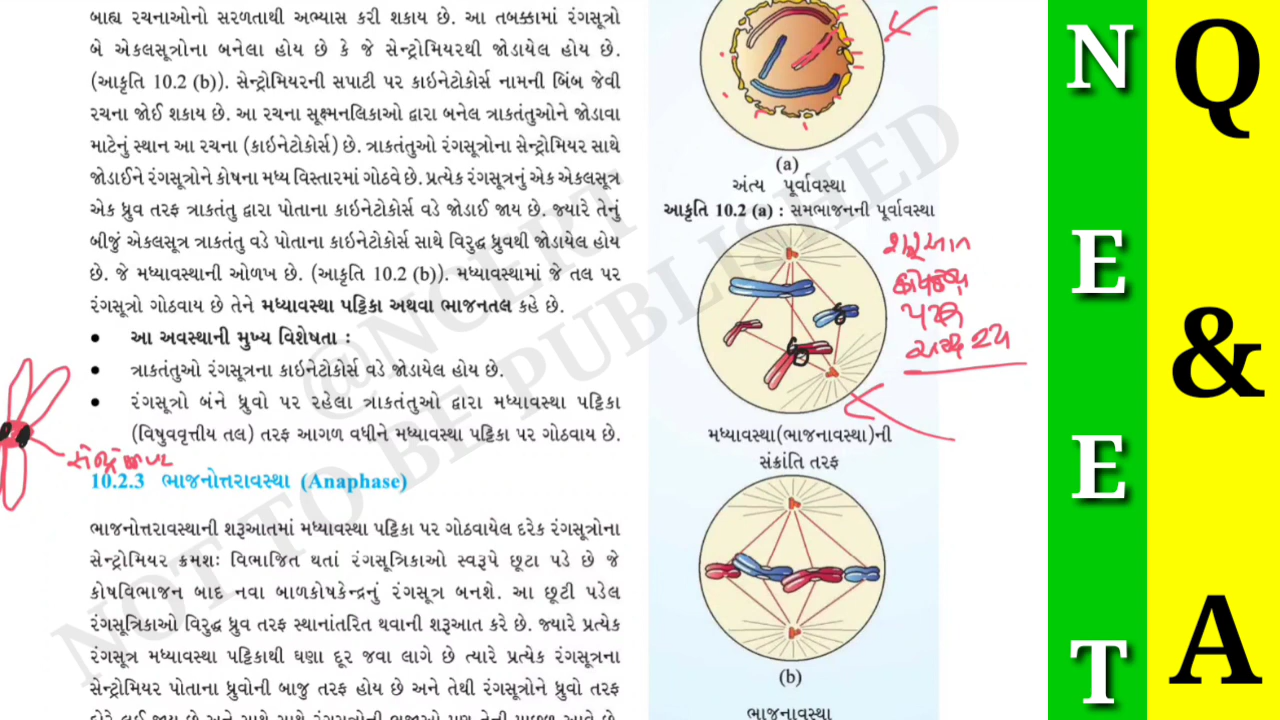 બાહ્ય રચનાઓનો સરળતાથી અભ્યાસ કરી શકાય છે. આ તબક્કામાં રંગસૂત્રો
બે એકલસૂત્રોના બનેલા હોય છે કે જે સેન્ટ્રોમિયરથી જોડાયેલ હોય છે.
(આકૃતિ 10.2 (b)). સેન્ટ્રોમિયરની સપાટી પર કાઇનેટોકોર્સ નામની બિંબ જેવી
રચના જોઈ શકાય છે. આ રચના સૂક્ષ્મનલિકાઓ દ્વારા બનેલ ત્રાકતંતુઓને જોડાવા
માટેનું સ્થાન આ રચના (કાઇનેટોકોર્સ) છે. ત્રાકતંતુઓ રંગસૂત્રોના સેન્ટ્રોમિયર સાથે
જોડાઈને રંગસૂત્રોને કોષના મધ્ય વિસ્તારમાં ગોઠવે છે. પ્રત્યેક રંગસૂત્રનું એક એકલસૂત્ર
એક ધ્રુવ તરફ ત્રાકતંતુ દ્વારા પોતાના કાઇનેટોકોર્સ વડે જોડાઈ જાય છે. જ્યારે તેનું
બીજું એકલસૂત્ર ત્રાકતંતુ વડે પોતાના કાઇનેટોકોર્સ સાથે વિરુદ્ધ ધ્રુવથી જોડાયેલ હોય
છે. જે મધ્યાવસ્થાની ઓળખ છે. (આકૃતિ 10.2 (b)). મધ્યાવસ્થામાં જે તલ પર
રંગસૂત્રો ગોઠવાય છે તેને મધ્યાવસ્થા પટ્ટિકા અથવા ભાજનતલ કહે છે.
• આ અવસ્થાની મુખ્ય વિશેષતા :
• ત્રાકતંતુઓ રંગસૂત્રના કાઇનેટોકોર્સ વડે જોડાયેલ હોય છે.
• રંગસૂત્રો બંને ધ્રુવો પર રહેલા ત્રાકતંતુઓ દ્વારા મધ્યાવસ્થા પટ્ટિકા
(વિષુવવૃત્તીય તલ) તરફ આગળ વધીને મધ્યાવસ્થા પટ્ટિકા પર ગોઠવાય છે.
10.2.3 ભાજનોત્તરાવસ્થા (Anaphase)
ભાજનોત્તરાવસ્થાની શરૂઆતમાં મધ્યાવસ્થા પટ્ટિકા પર ગોઠવાયેલ દરેક રંગસૂત્રોના
સેન્ટ્રોમિયર ક્રમશઃ વિભાજિત થતાં રંગસૂત્રિકાઓ સ્વરૂપે છૂટા પડે છે જે
કોષવિભાજન બાદ નવા બાળકોષકેન્દ્રનું રંગસૂત્ર બનશે. આ છૂટી પડેલ
રંગસૂત્રિકાઓ વિરુદ્ધ ધ્રુવ તરફ સ્થાનાંતરિત થવાની શરૂઆત કરે છે. જ્યારે પ્રત્યેક
રંગસૂત્ર મધ્યાવસ્થા પટ્ટિકાથી ઘણા દૂર જવા લાગે છે ત્યારે પ્રત્યેક રંગસૂત્રના
સેન્ટ્રોમિયર પોતાના ધ્રુવોની બાજુ તરફ હોય છે અને તેથી રંગસૂત્રોને ધ્રુવો તરફ
(a)
અંત્ય પૂર્વાવસ્થા
આકૃતિ 10.2 (a) : સમભાજનની પૂર્વાવસ્થા
શરૂઆત
મધ્યાવસ્થા(ભાજનાવસ્થા)ની
સંક્રાંતિ તરફ
(b)
ભાજનાવસ્થા
@NCERT
NOT TO BE PUBLISHED
NEET
Q&A